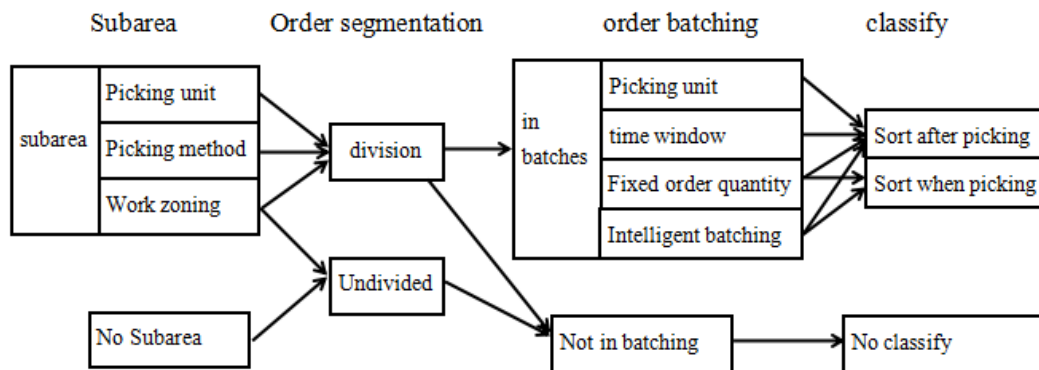 Subarea
Order segmentation
order batching
classify
subarea
Picking unit
Picking method
Work zoning
No Subarea
division
Undivided
in
batches
Picking unit
time window
Fixed order quantity
Intelligent batching
Not in batching
Sort after picking
Sort when picking
No classify